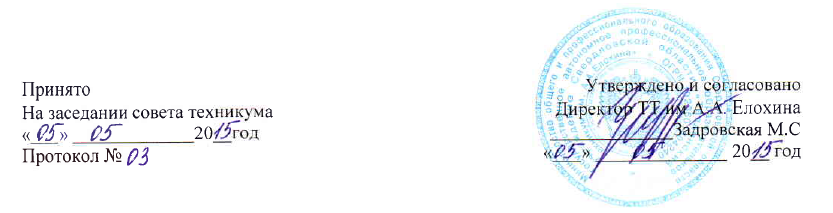 Принято
На заседании совета техникума
«05» 05 2015год
Протокол № 03
Утверждено и согласовано
Директор ТТ им А.А. Елохина
Задровская М.С
«05» 05 2015 год